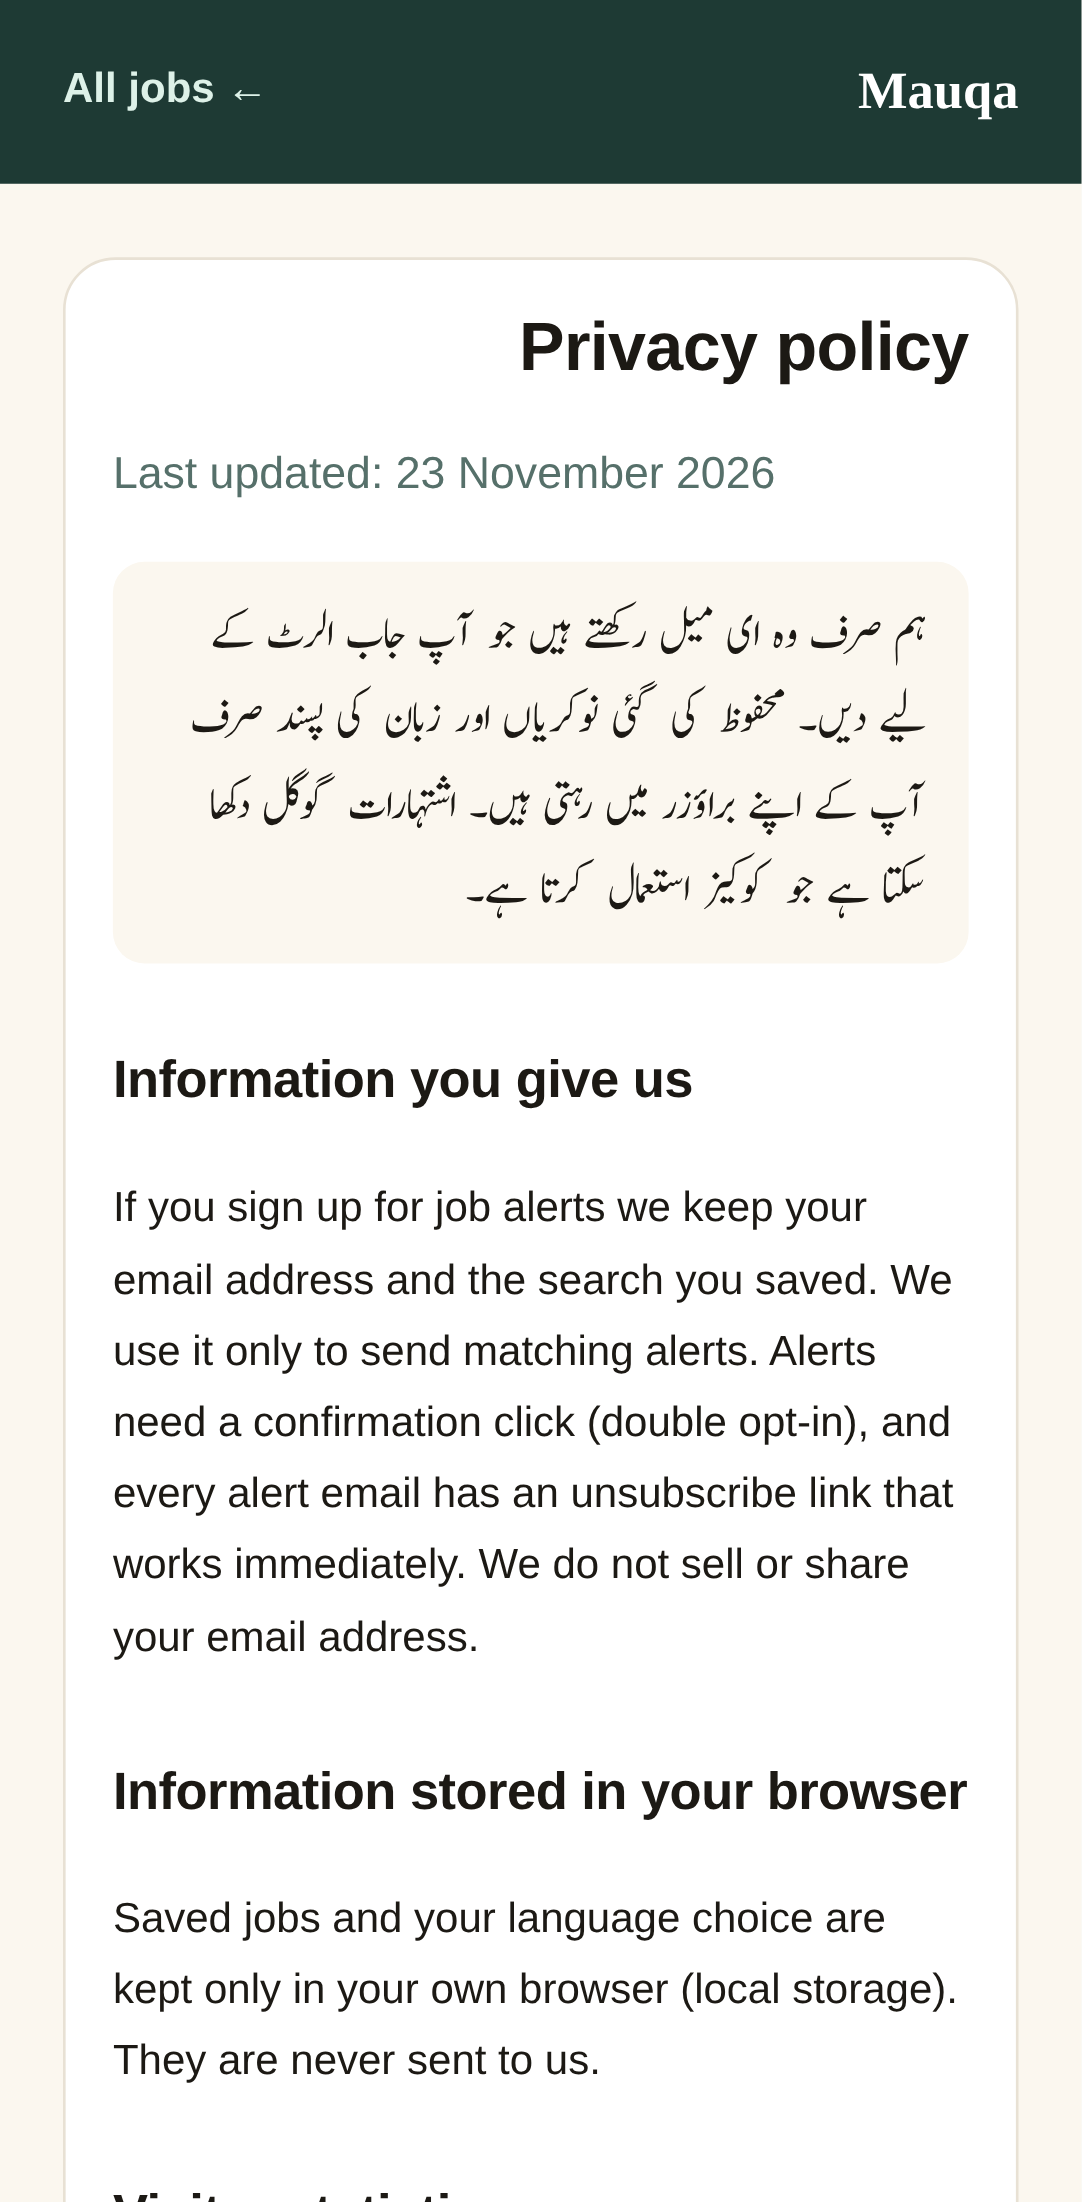 All jobs ←
Mauqa
Privacy policy
Last updated: 23 November 2026
ہم صرف وہ ای میل رکھتے ہیں جو آپ جاب الرٹ کے
لیے دیں۔ محفوظ کی گئی نوکریاں اور زبان کی پسند صرف
آپ کے اپنے براؤزر میں رہتی ہیں۔ اشتہارات گوگل دکھا
سکتا ہے جو کوکیز استعمال کرتا ہے۔
Information you give us
If you sign up for job alerts we keep your
email address and the search you saved. We
use it only to send matching alerts. Alerts
need a confirmation click (double opt-in), and
every alert email has an unsubscribe link that
works immediately. We do not sell or share
your email address.
Information stored in your browser
Saved jobs and your language choice are
kept only in your own browser (local storage).
They are never sent to us.